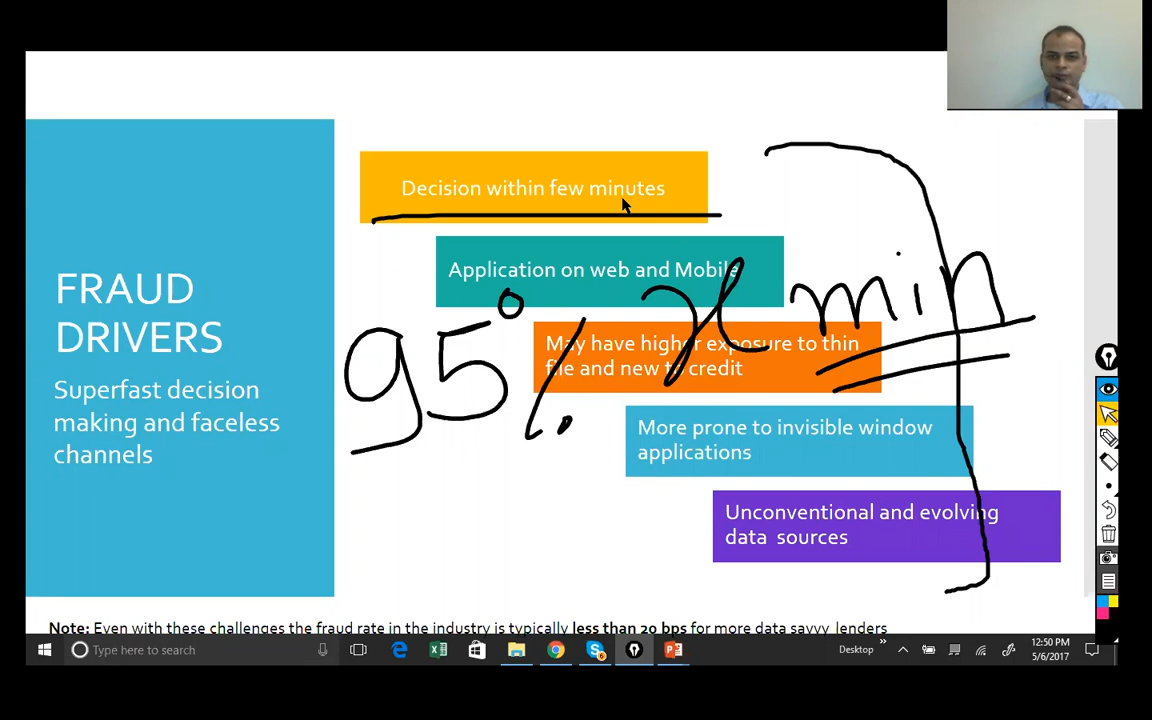 FRAUD
DRIVERS
Superfast decision
making and faceless
channels
Decision within few minutes
Application on web and Mobile
May have higher exposure to thin
file and new to credit
More prone to invisible window
applications
Unconventional and evolving
data sources
95% x min
Note: Even with these challenges the fraud rate in the industry is typically less than 20 bps for more data savvy lenders
Type here to search
Desktop
12:50 PM
5/6/2017